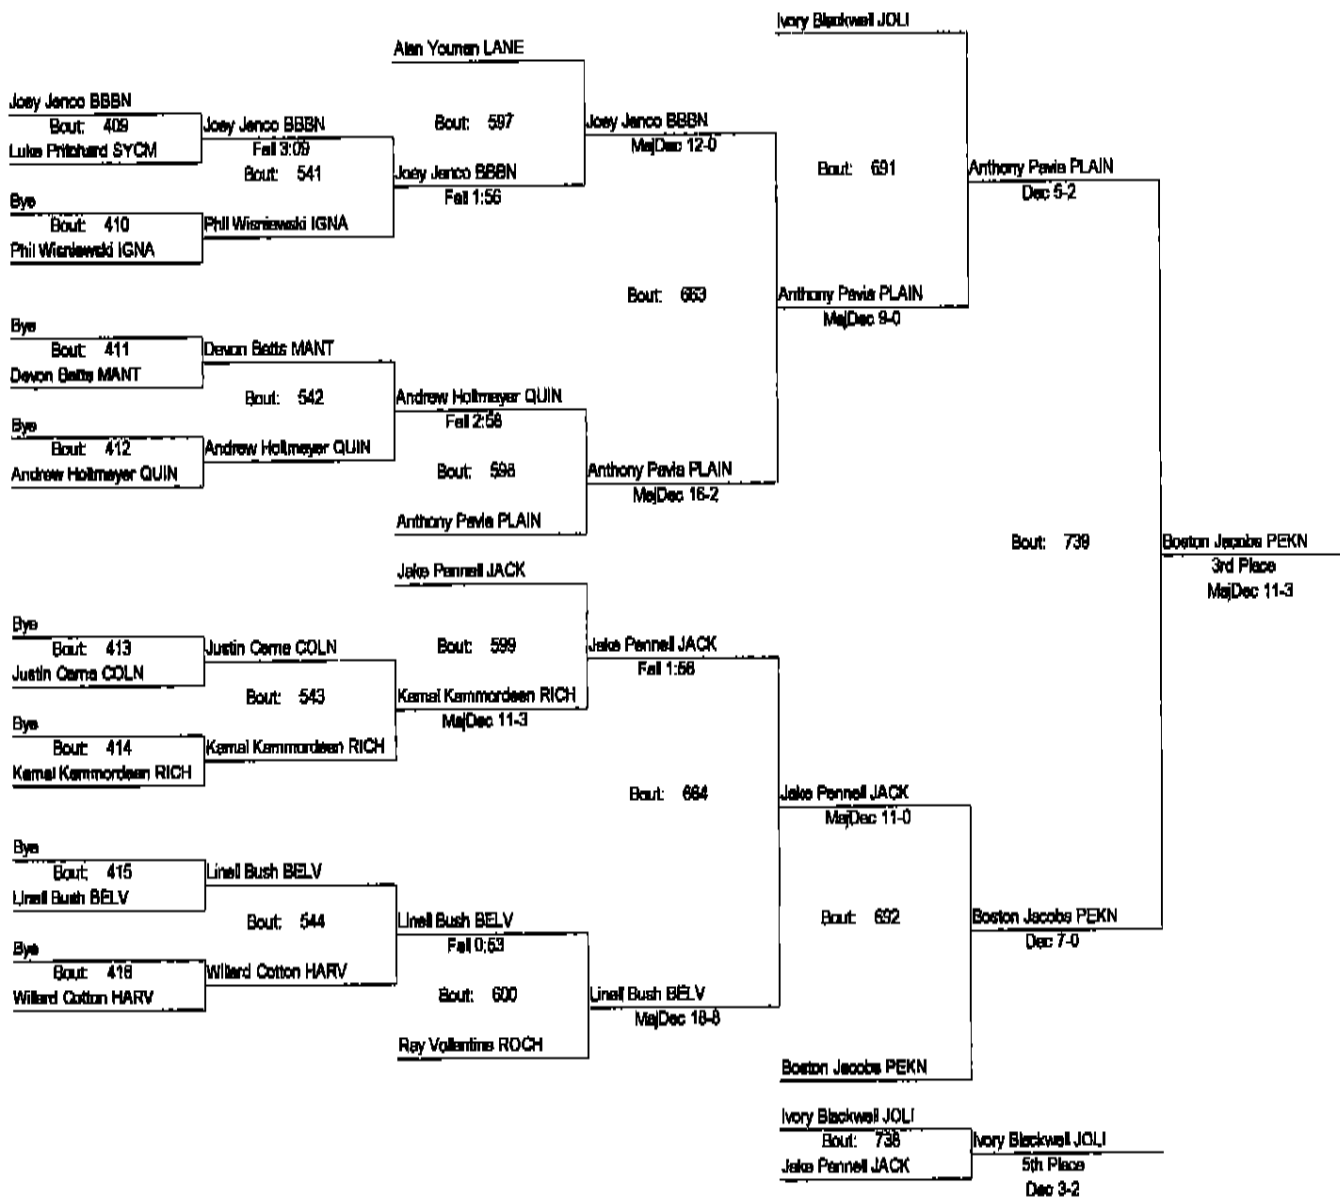 Ivory Blackwell JOLI
Alan Younan LANE
Joey Jenco BBBN
Bout: 409
Luke Pritchard SYCM
Joey Jenco BBBN
Fall 3:09
Bout: 541
Bout: 597
Joey Jenco BBBN
MajDec 12-0
Joey Jenco BBBN
Fall 1:56
Bout: 691
Anthony Pavia PLAIN
Dec 5-2
Bye
Bout: 410
Phil Wisniewski IGNA
Phil Wisniewski IGNA
Bout: 663
Anthony Pavia PLAIN
MajDec 9-0
Bye
Bout: 411
Devon Betts MANT
Devon Betts MANT
Bout: 542
Andrew Holtmeyer QUIN
Fall 2:58
Bye
Bout: 412
Andrew Holtmeyer QUIN
Andrew Holtmeyer QUIN
Bout: 598
Anthony Pavia PLAIN
MajDec 16-2
Anthony Pavia PLAIN
Bout: 739
Boston Jacobs PEKN
3rd Place
MajDec 11-3
Jake Pennell JACK
Bye
Bout: 413
Justin Cerna COLN
Justin Cerna COLN
Bout: 599
Jake Pennell JACK
Fall 1:56
Bout: 543
Kamal Kammordeen RICH
MajDec 11-3
Bye
Bout: 414
Kamal Kammordeen RICH
Kamal Kammordeen RICH
Bout: 664
Jake Pennell JACK
MajDec 11-0
Bye
Bout: 415
Linell Bush BELV
Linell Bush BELV
Bout: 544
Linell Bush BELV
Fall 0:53
Bout: 692
Boston Jacobs PEKN
Dec 7-0
Bye
Bout: 416
Willard Cotton HARV
Willard Cotton HARV
Bout: 600
Linell Bush BELV
MajDec 18-8
Ray Vollentine ROCH
Boston Jacobs PEKN
Ivory Blackwell JOLI
Bout: 738
Jake Pennell JACK
Ivory Blackwell JOLI
5th Place
Dec 3-2